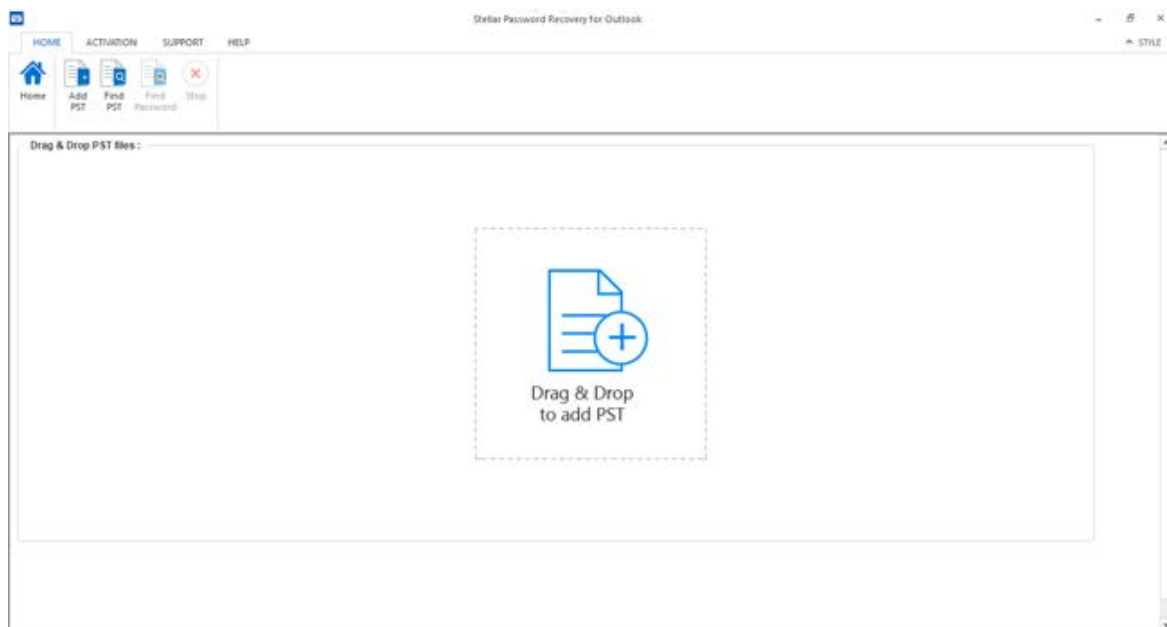 Stellar Password Recovery for Outlook
HOME ACTIVATION SUPPORT HELP
STYLE
Home
Add
PST
Find
PST
Find
Password
Stop
Drag & Drop PST files :
Drag & Drop
to add PST